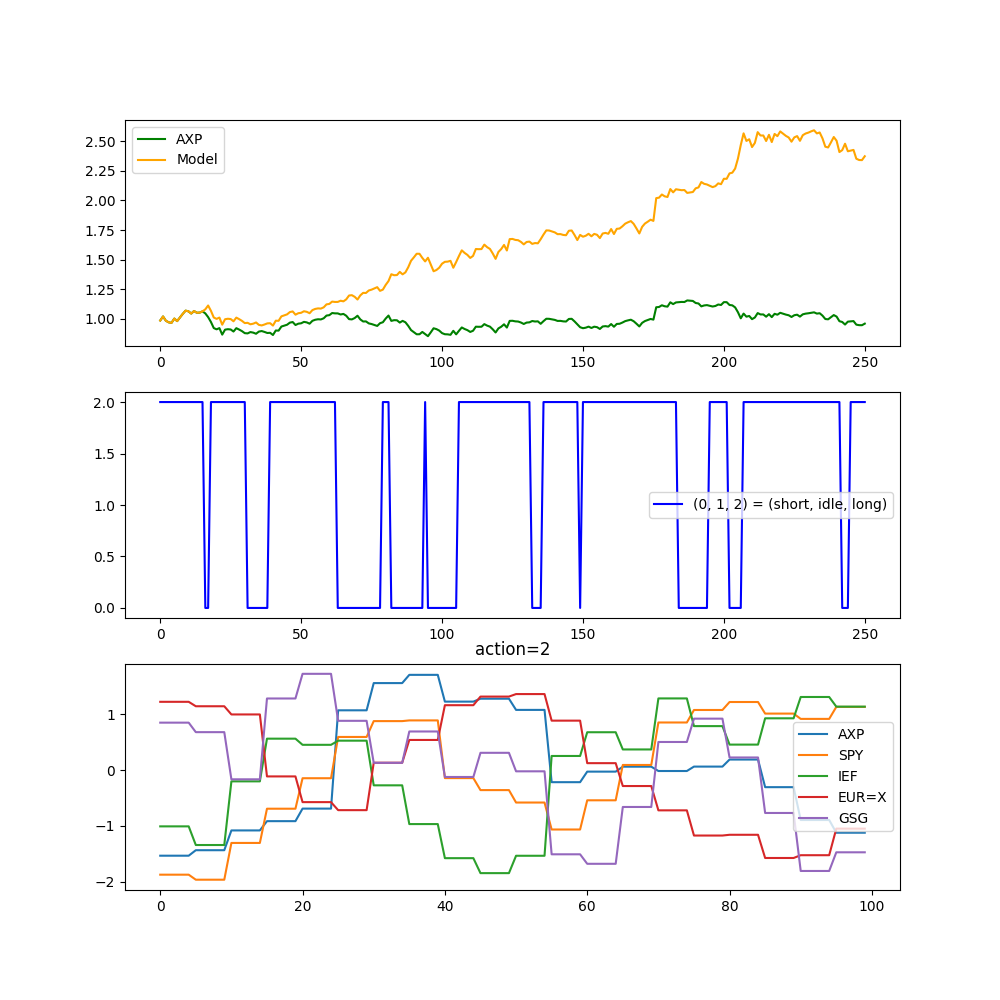 2.50
2.25
2.00
1.75
1.50
1.25
1.00
AXP
Model
0 50 100 150 200 250
2.0
1.5
1.0
0.5
0.0
(0, 1, 2) = (short, idle, long)
0 50 100 150 200 250
action=2
1
0
−1
−2
AXP
SPY
IEF
EUR=X
GSG
0 20 40 60 80 100